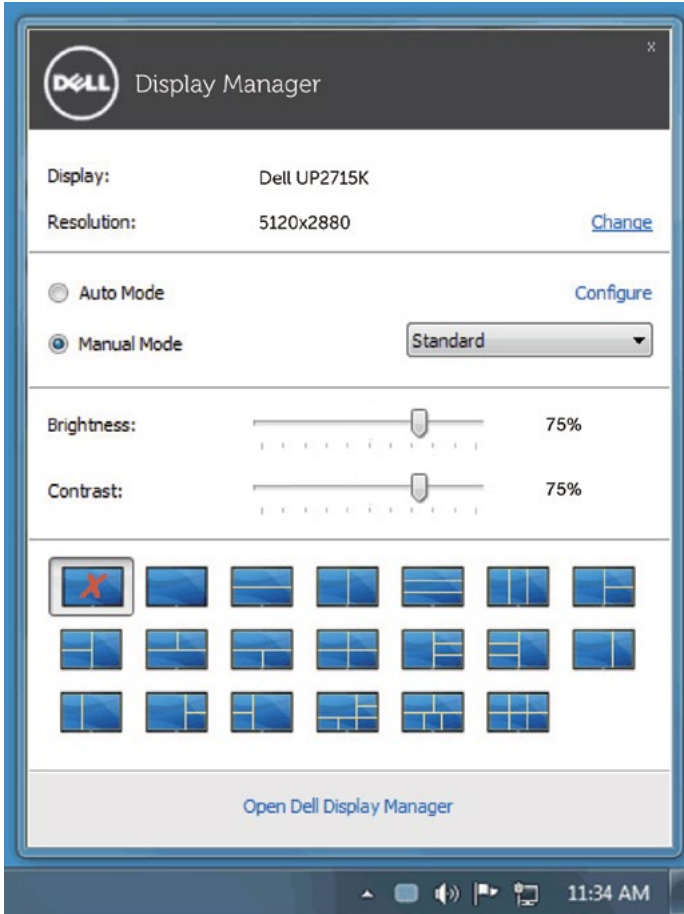 x
DELL Display Manager
Display: Dell UP2715K
Resolution: 5120x2880 Change
Auto Mode Configure
Manual Mode Standard
Brightness: 75%
Contrast: 75%
X
Open Dell Display Manager
11:34 AM